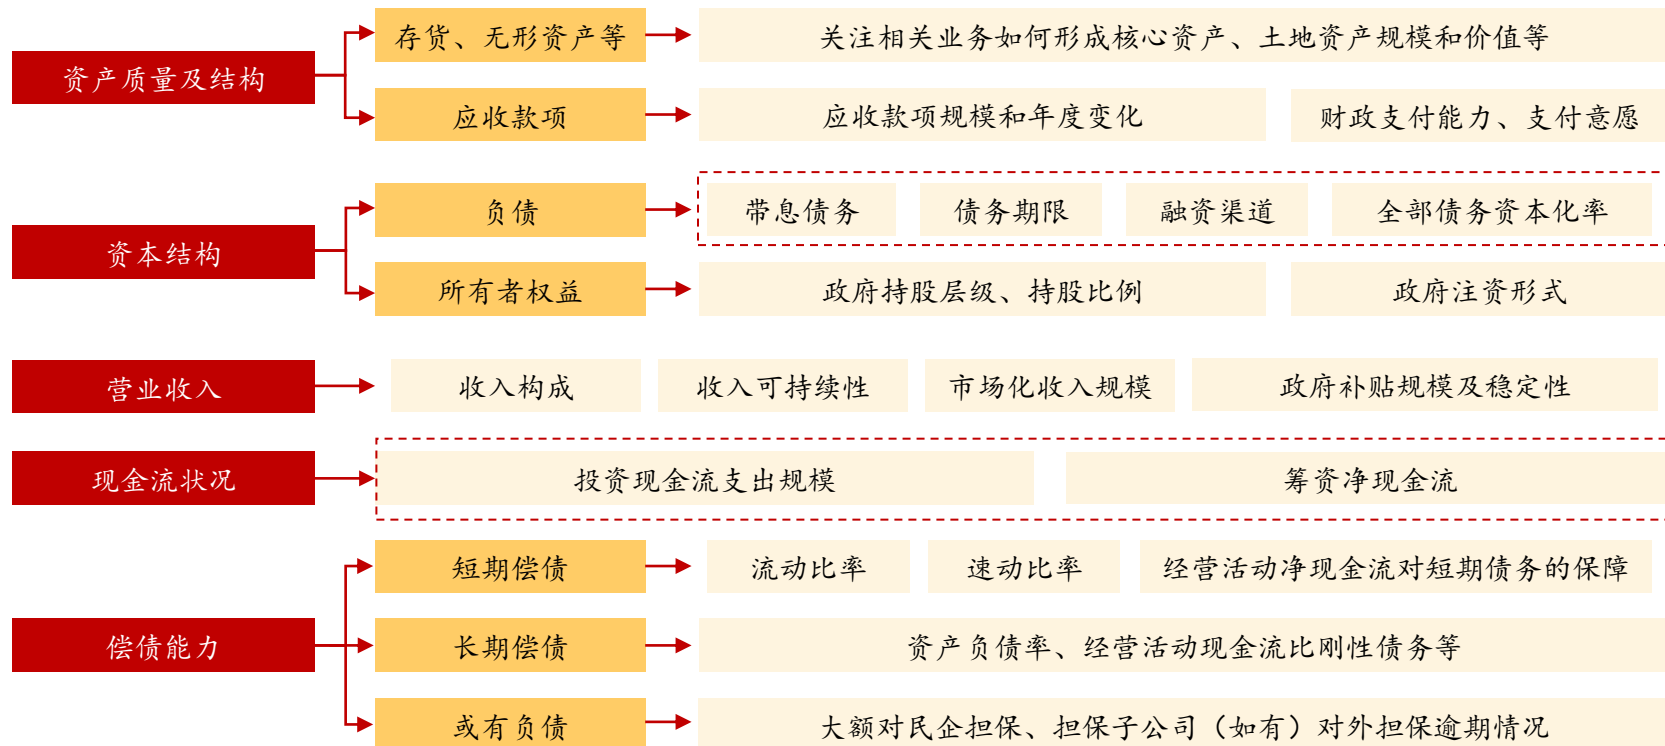 资产质量及结构
存货、无形资产等
关注相关业务如何形成核心资产、土地资产规模和价值等
应收款项
应收款项规模和年度变化
财政支付能力、支付意愿
资本结构
负债
带息债务
债务期限
融资渠道
全部债务资本化率
所有者权益
政府持股层级、持股比例
政府注资形式
营业收入
收入构成
收入可持续性
市场化收入规模
政府补贴规模及稳定性
现金流状况
投资现金流支出规模
筹资净现金流
偿债能力
短期偿债
流动比率
速动比率
经营活动净现金流对短期债务的保障
长期偿债
资产负债率、经营活动现金流比刚性债务等
或有负债
大额对民企担保、担保子公司（如有）对外担保逾期情况